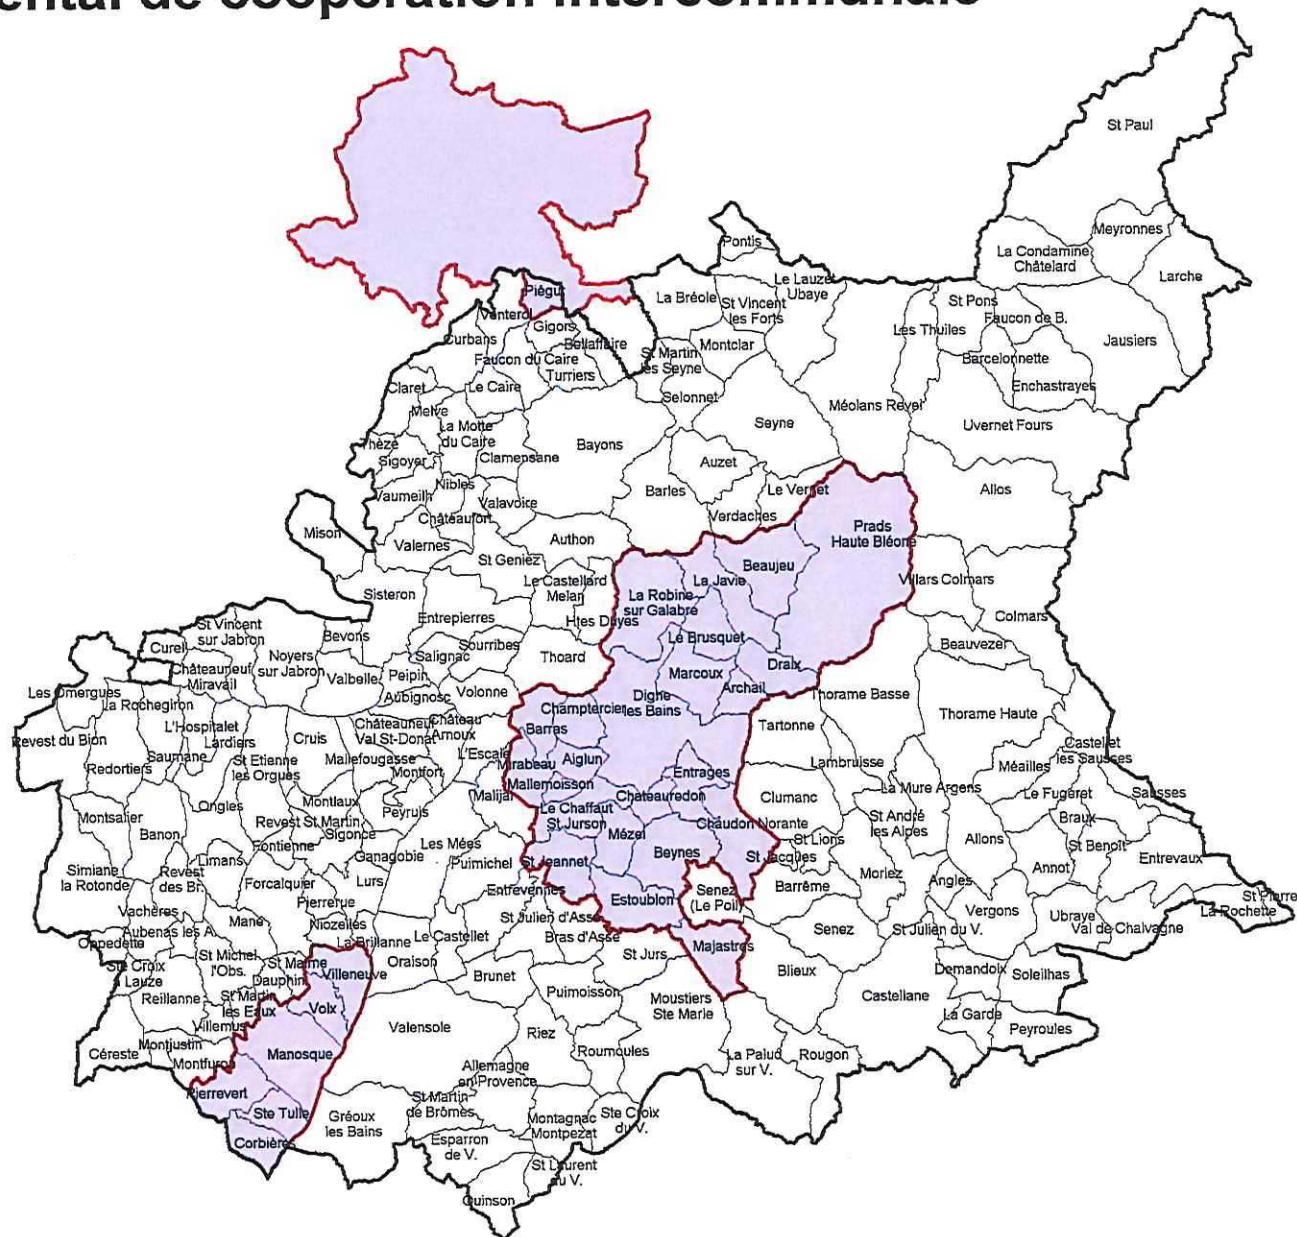 ental de coopération intercommunale
St Paul
Meyronnes
La Condamine
Châtelard
Larche
Pontis
Le Lauzet
Ubaye
La Bréole
St Vincent
les Forts
St Pons
Faucon de B.
Les Thuiles
Jausiers
Barcelonnette
Enchastrayes
Piégut
Venterol
Gigors
Curbans
Bellaffaire
Faucon du Caire
Turriers
Montclar
St Martin
les Seyne
Selonnet
Claret
Le Caire
Melve
La Motte
du Caire
Seyne
Méolans Revel
Uvernet Fours
Thèze
Sigoyer
Clamensane
Bayons
Auzet
Barles
Le Vernet
Allos
Nibles
Vaumeilh
Valavoire
Châteaufort
Verdaches
Mison
Valernes
Authon
Prads
Haute Bléone
St Geniez
Beaujeu
La Javie
Villars Colmars
Sisteron
Le Castellard
Melan
La Robine
sur Galabre
Colmars
St Vincent
sur Jabron
Bevons
Entrepierres
Htes Duyes
Le Brusquet
Beauvezer
Curel
Noyers
sur Jabron
Sourribes
Salignac
Thoard
Châteauneuf
Miravail
Valbelle
Peipin
Marcoux
Draix
Archail
Les Omergues
La Rochegiron
Aubignosc
Volonne
Digne
les Bains
Champtercier
Thorame Basse
Thorame Haute
L'Hospitalet
Lardiers
Châteauneuf
Val St-Donat
Château
Arnoux
Barras
Tartonne
Revest du Bion
Saumane
Cruis
Mallefougasse
L'Escale
Mirabeau
Aiglun
Castellet
les Sausses
Redortiers
St Etienne
les Orgues
Montfort
Entrages
Lambruisse
Méailles
Mallemoisson
Malijai
La Mure Argens
Le Fugeret
Sausses
Montsalier
Ongles
Montlaux
Peyruis
Le Chaffaut
St Jurson
Chateauredon
Clumanc
St André
les Alpes
Braux
Banon
Revest St Martin
Sigonce
Fontienne
Les Mées
Mézel
Chaudon Norante
St Lions
Allons
St Benoit
Entrevaux
Simiane
la Rotonde
Limans
Ganagobie
Puimichel
St Jeannet
Beynes
St Jacques
Moriez
Annot
Revest
des Br.
Forcalquier
Lurs
Entrevennes
Estoublon
Senez
(Le Poil)
Barrême
Angles
St Pierre
La Rochette
Vachères
Pierrerue
Vergons
Ubraye
Val de Chalvagne
Aubenas les A.
Mane
Niozelles
St Julien d'Asse
Bras d'Asse
Senez
St Julien du V.
Oppedette
La Brillanne
Le Castellet
Majastres
Ste Croix
à Lauze
St Michel
l'Obs.
St Maime
Dauphin
Villeneuve
Oraison
Brunet
St Jurs
Blieux
Demandolx
Soleilhas
Reillanne
St Martin
les Eaux
Volx
Puimoisson
Moustiers
Ste Marie
Castellane
Villemus
Valensole
Riez
La Garde
Peyroules
Céreste
Montjustin
Montfuron
Manosque
Roumoules
La Palud
sur V.
Rougon
Pierrevert
Allemagne
en Provence
Ste Tulle
Gréoux
les Bains
St Martin
de Brômes
Montagnac
Montpezat
Ste Croix
du V.
Corbières
Esparron
de V.
St Laurent
du V.
Quinson